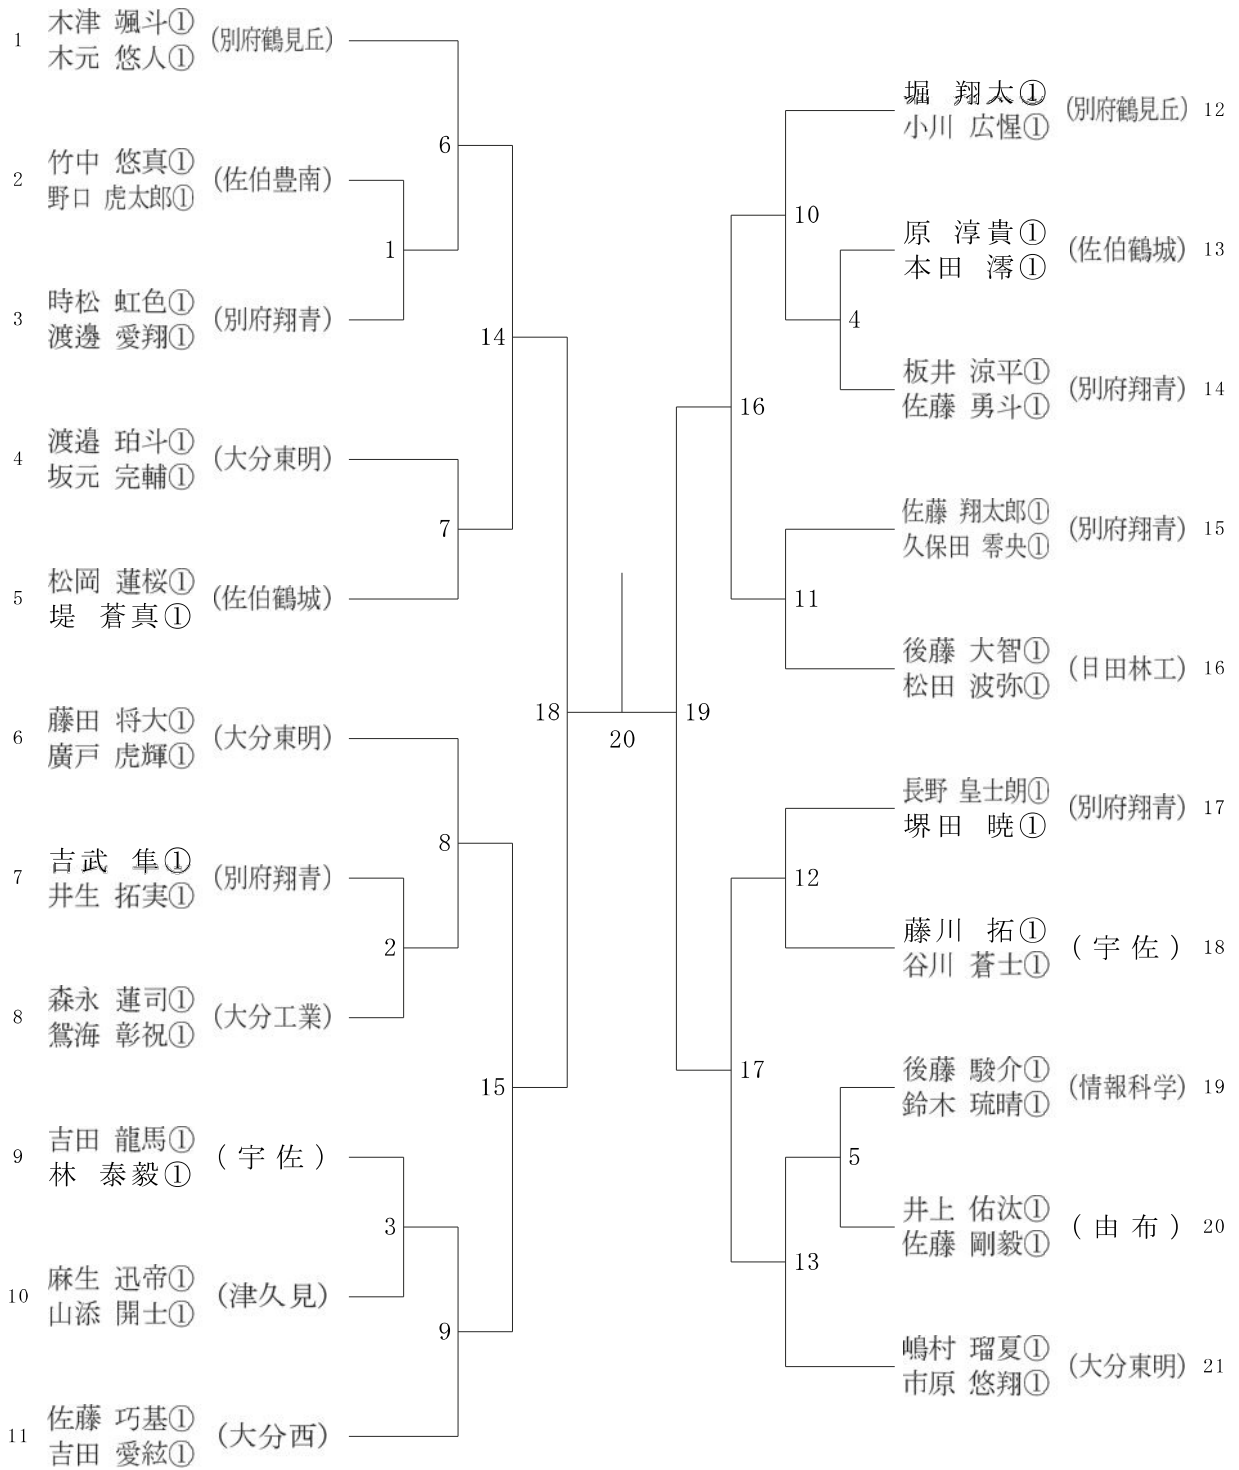 1 木津 颯斗① (別府鶴見丘)
木元 悠人①
2 竹中 悠真① (佐伯豊南)
野口 虎太郎①
3 時松 虹色① (別府翔青)
渡邉 愛翔①
4 渡邉 珀斗① (大分東明)
坂元 完輔①
5 松岡 蓮桜① (佐伯鶴城)
堤 蒼真①
6 藤田 将大① (大分東明)
廣戸 虎輝①
7 吉武 隼① (別府翔青)
井生 拓実①
8 森永 蓮司① (大分工業)
鴛海 彰祝①
9 吉田 龍馬① (宇佐)
林 泰毅①
10 麻生 迅帝① (津久見)
山添 開士①
11 佐藤 巧基① (大分西)
吉田 愛絃①
6
1
14
7
18
8
2
15
3
9
20
19
10
4
16
11
12
17
5
13
堀 翔太① (別府鶴見丘) 12
小川 広惺①
原 淳貴① (佐伯鶴城) 13
本田 澪①
板井 涼平① (別府翔青) 14
佐藤 勇斗①
佐藤 翔太郎① (別府翔青) 15
久保田 零央①
後藤 大智① (日田林工) 16
松田 波弥①
長野 皇士朗① (別府翔青) 17
堺田 暁①
藤川 拓① (宇佐) 18
谷川 蒼士①
後藤 駿介① (情報科学) 19
鈴木 琉晴①
井上 佑汰① (由布) 20
佐藤 剛毅①
嶋村 瑠夏① (大分東明) 21
市原 悠翔①